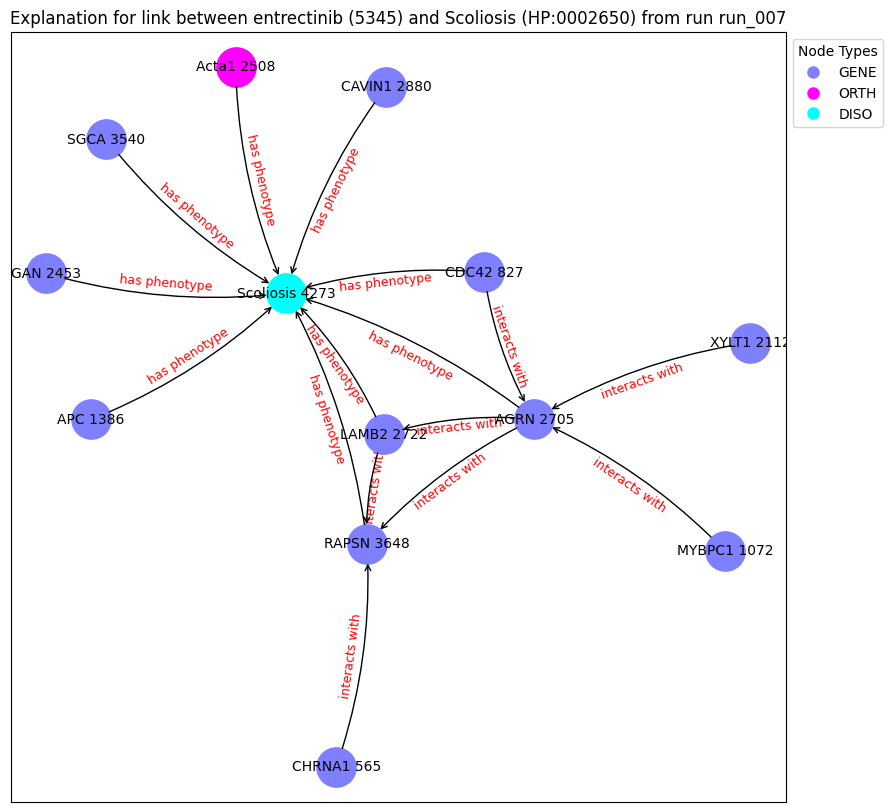 Explanation for link between entrectinib (5345) and Scoliosis (HP:0002650) from run run_007
Node Types
GENE
ORTH
DISO
Acta1 2508
CAVIN1 2880
SGCA 3540
has phenotype
has phenotype
has phenotype
GAN 2453
has phenotype
Scoliosis 4273
has phenotype
CDC42 827
has phenotype
has phenotype
has phenotype
interacts with
XYLT1 2112
interacts with
has phenotype
APC 1386
LAMB2 2722
interacts with
AGRN 2705
interacts with
interacts with
interacts with
RAPSN 3648
MYBPC1 1072
interacts with
CHRNA1 565